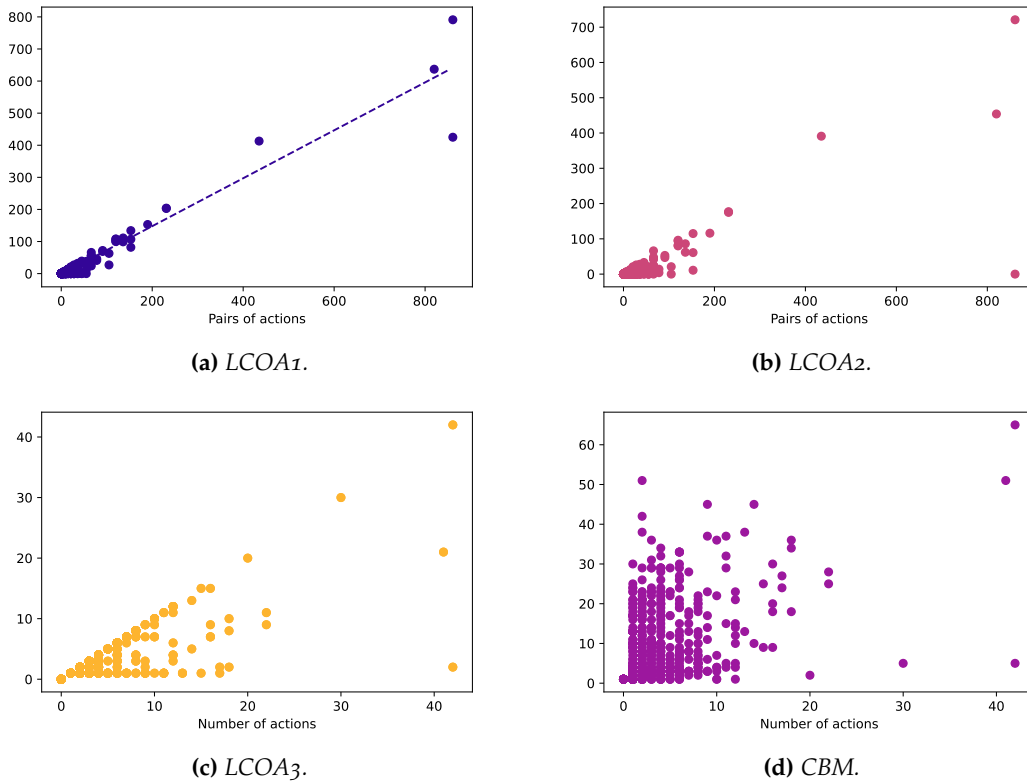 800
700
600
500
400
300
200
100
0
0 200 400 600 800
Pairs of actions
(a) LCOA1.
700
600
500
400
300
200
100
0
0 200 400 600 800
Pairs of actions
(b) LCOA2.
40
30
20
10
0
0 10 20 30 40
Number of actions
(c) LCOA3.
60
50
40
30
20
10
0
0 10 20 30 40
Number of actions
(d) CBM.